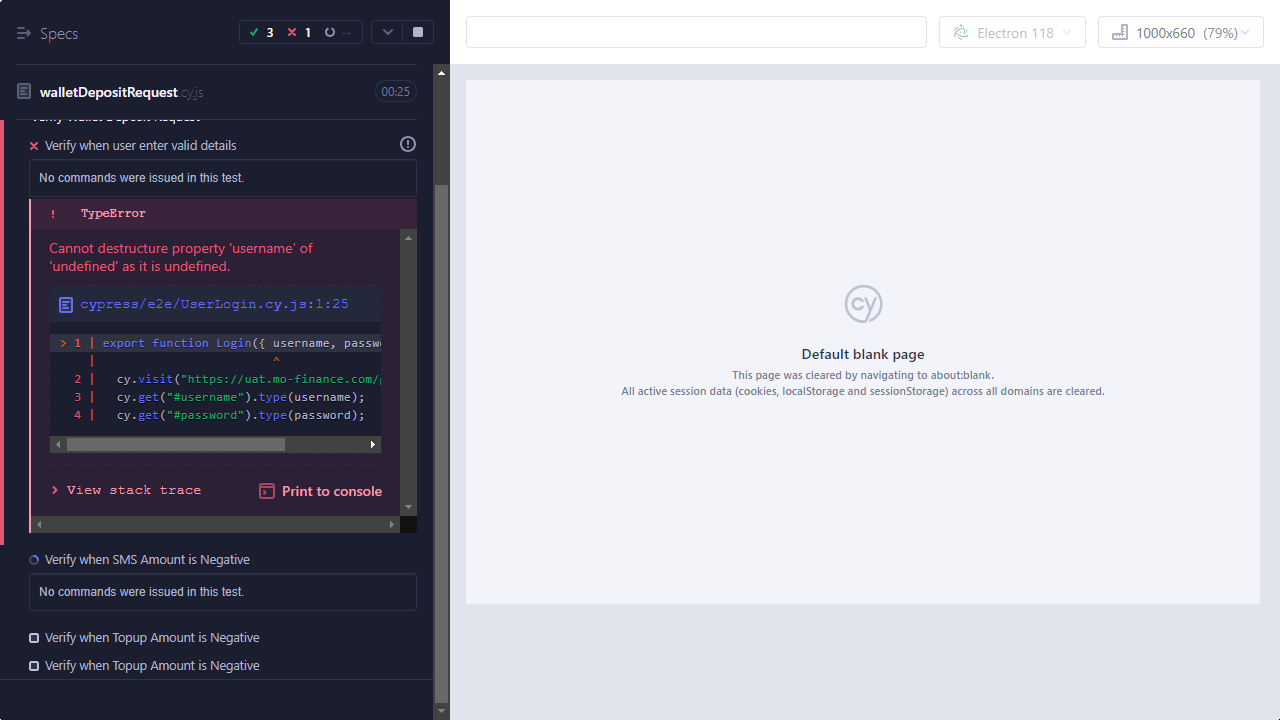 Specs
3
1
--
Electron 118
1000x660 (79%)
walletDepositRequest.cy.js
00:25
Verify Wallet Deposit Request
Verify when user enter valid details
No commands were issued in this test.
! TypeError
Cannot destructure property 'username' of
'undefined' as it is undefined.
cypress/e2e/UserLogin.cy.js:1:25
> 1 | export function Login({ username, passw
| ^
2 | cy.visit("https://uat.mo-finance.com/
3 | cy.get("#username").type(username);
4 | cy.get("#password").type(password);
> View stack trace
Print to console
Verify when SMS Amount is Negative
No commands were issued in this test.
Verify when Topup Amount is Negative
Verify when Topup Amount is Negative
cy
Default blank page
This page was cleared by navigating to about:blank.
All active session data (cookies, localStorage and sessionStorage) across all domains are cleared.